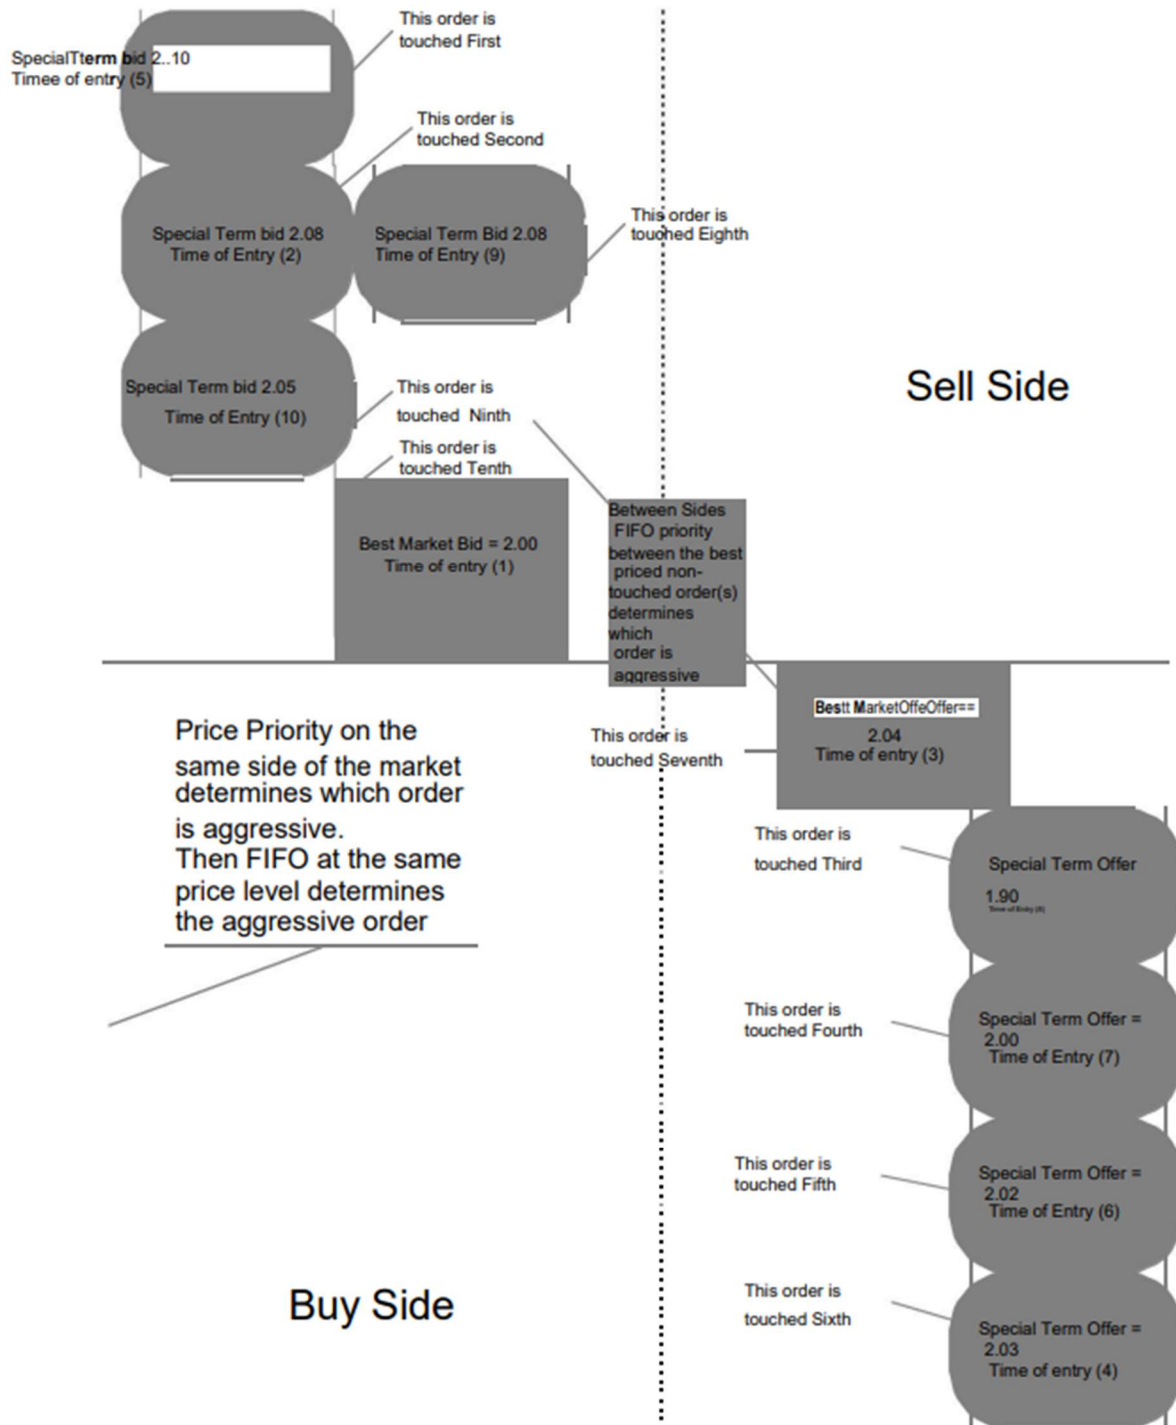 This order is
touched First
SpecialTterm bid 2..10
Timee of entry (5)
This order is
touched Second
Special Term bid 2.08
Time of Entry (2)
Special Term Bid 2.08
Time of Entry (9)
This order is
touched Eighth
Special Term bid 2.05
Time of Entry (10)
This order is
touched Ninth
This order is
touched Tenth
Sell Side
Best Market Bid = 2.00
Time of entry (1)
Between Sides
FIFO priority
between the best
priced non-
touched order(s)
determines
which
order is
aggressive
Price Priority on the
same side of the market
determines which order
is aggressive.
Then FIFO at the same
price level determines
the aggressive order
This order is
touched Seventh
Bestt MarketOffeOffer==
2.04
Time of entry (3)
This order is
touched Third
Special Term Offer
1.90
Time of Entry (8)
This order is
touched Fourth
Special Term Offer =
2.00
Time of Entry (7)
This order is
touched Fifth
Special Term Offer =
2.02
Time of Entry (6)
Buy Side
This order is
touched Sixth
Special Term Offer =
2.03
Time of entry (4)